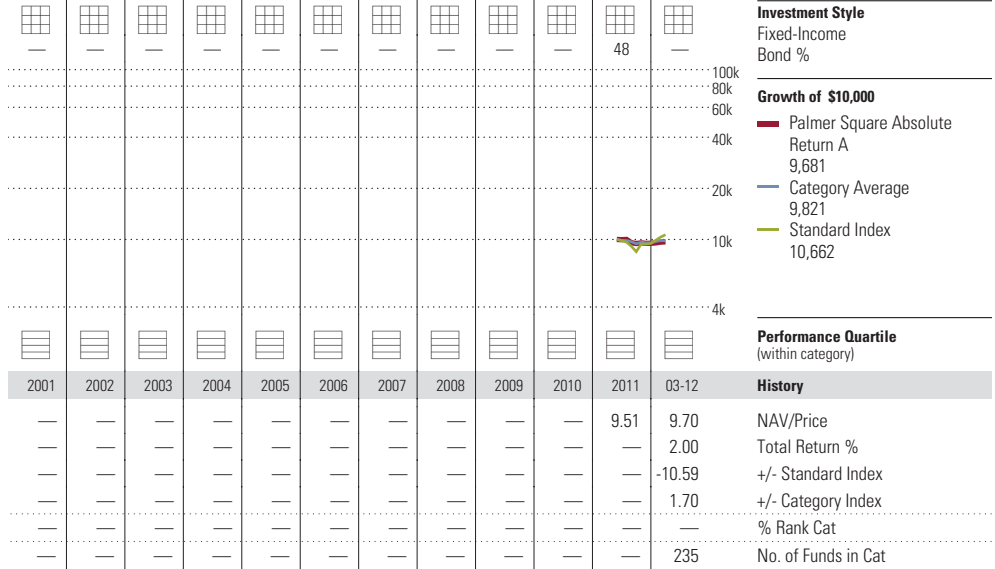 Investment Style
Fixed-Income
— — — — — — — — — — 48 — Bond %
100k
80k
60k
40k
20k
10k
4k
Growth of $10,000
Palmer Square Absolute
Return A
9,681
Category Average
9,821
Standard Index
10,662
Performance Quartile
(within category)
2001 2002 2003 2004 2005 2006 2007 2008 2009 2010 2011 03-12 History
— — — — — — — — — — 9.51 9.70 NAV/Price
— — — — — — — — — — — 2.00 Total Return %
— — — — — — — — — — — -10.59 +/- Standard Index
— — — — — — — — — — — 1.70 +/- Category Index
— — — — — — — — — — — — % Rank Cat
— — — — — — — — — — — 235 No. of Funds in Cat